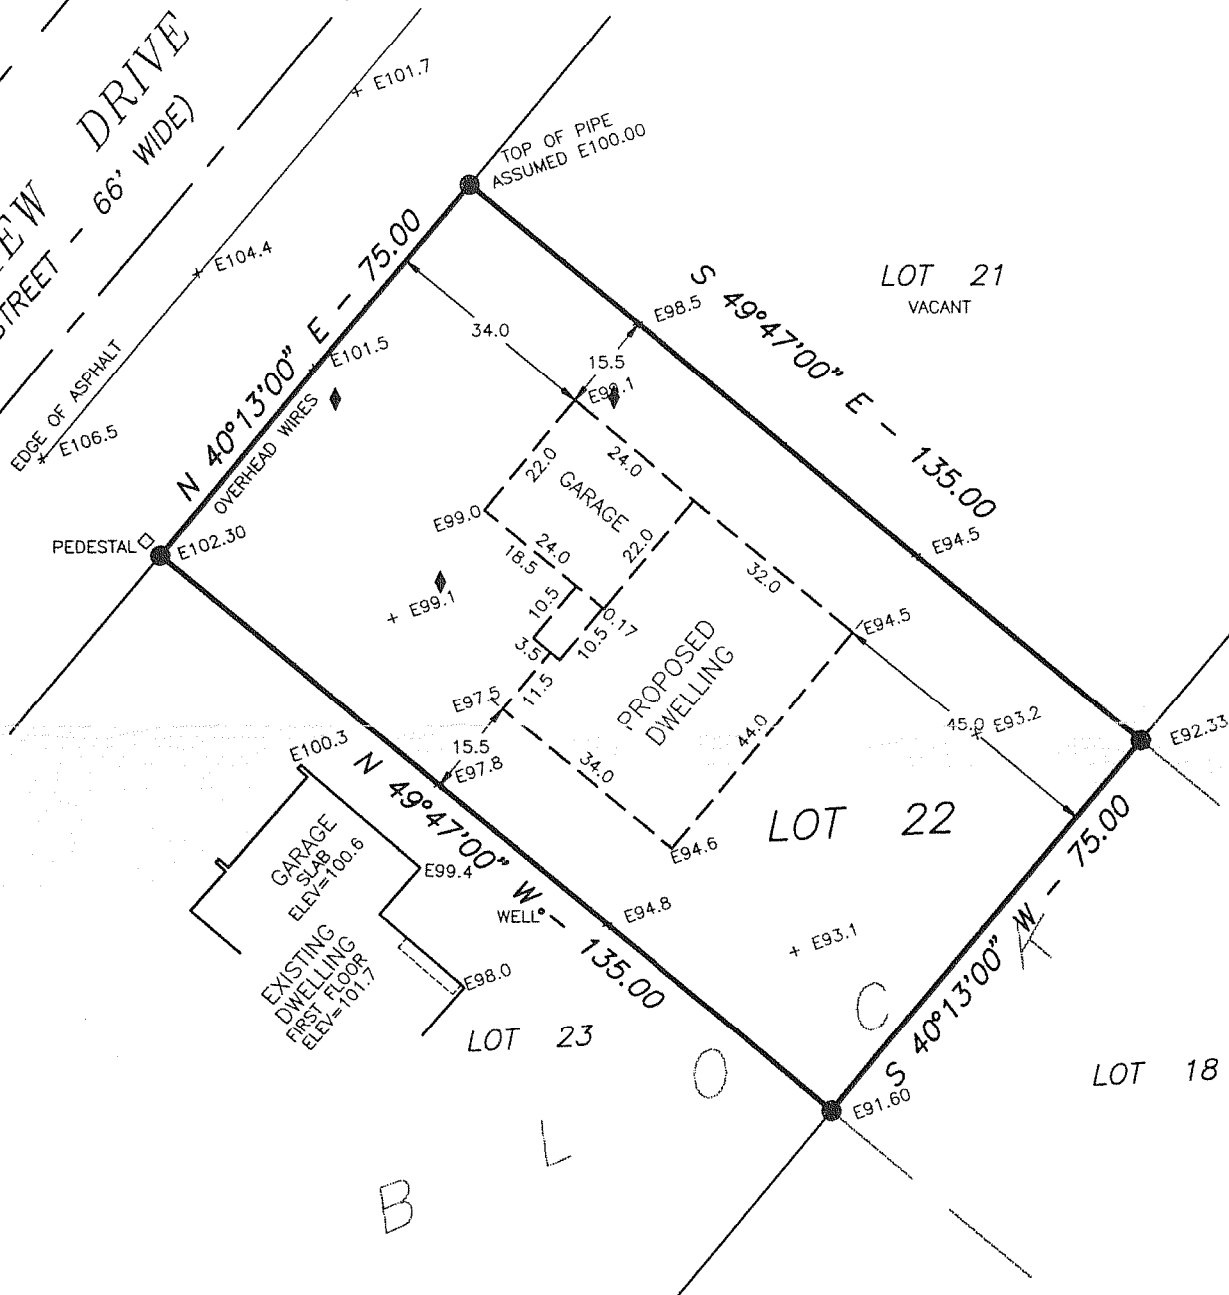 DRIVE
66' WIDE)
STREET -
EDGE OF ASPHALT
E101.7
E104.4
E106.5
TOP OF PIPE
ASSUMED E100.00
N 40°13'00" E - 75.00
E101.5
OVERHEAD WIRES
PEDESTAL
E102.30
S 49°47'00" E - 135.00
E98.5
E94.5
LOT 21
VACANT
34.0
15.5
22.0
24.0
GARAGE
E99.0
24.0
18.5
22.0
32.0
10.5
0.17
10.5
3.5
11.5
E99.1
E97.5
15.5
E97.8
PROPOSED
DWELLING
E94.5
44.0
34.0
E94.6
45.0
E93.2
E92.33
LOT 22
E100.3
N 49°47'00" W - 135.00
GARAGE
SLAB
ELEV=100.6
E99.4
EXISTING
DWELLING
FIRST FLOOR
ELEV=101.7
E98.0
WELL
E94.8
E93.1
S 40°13'00" W - 75.00
E91.60
LOT 23
LOT 18
B L O C K